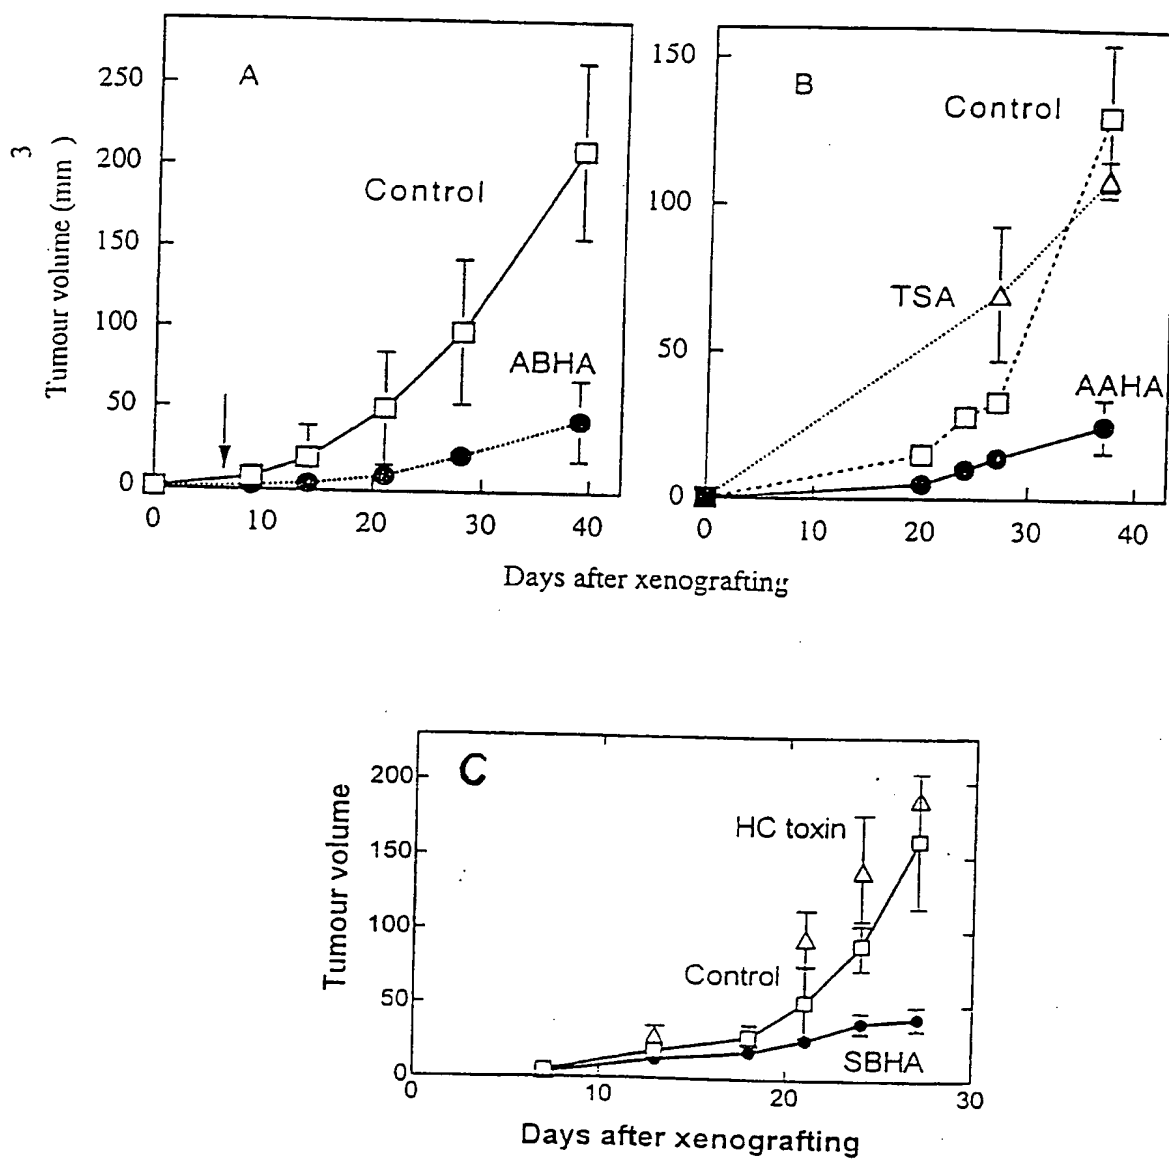 A
250
200
150
100
50
0
Tumour volume (mm 3)
Control
ABHA
0 10 20 30 40
B
150
100
50
0
Control
TSA
AAHA
0 10 20 30 40
Days after xenografting
C
200
150
100
50
0
Tumour volume
HC toxin
Control
SBHA
0 10 20 30
Days after xenografting